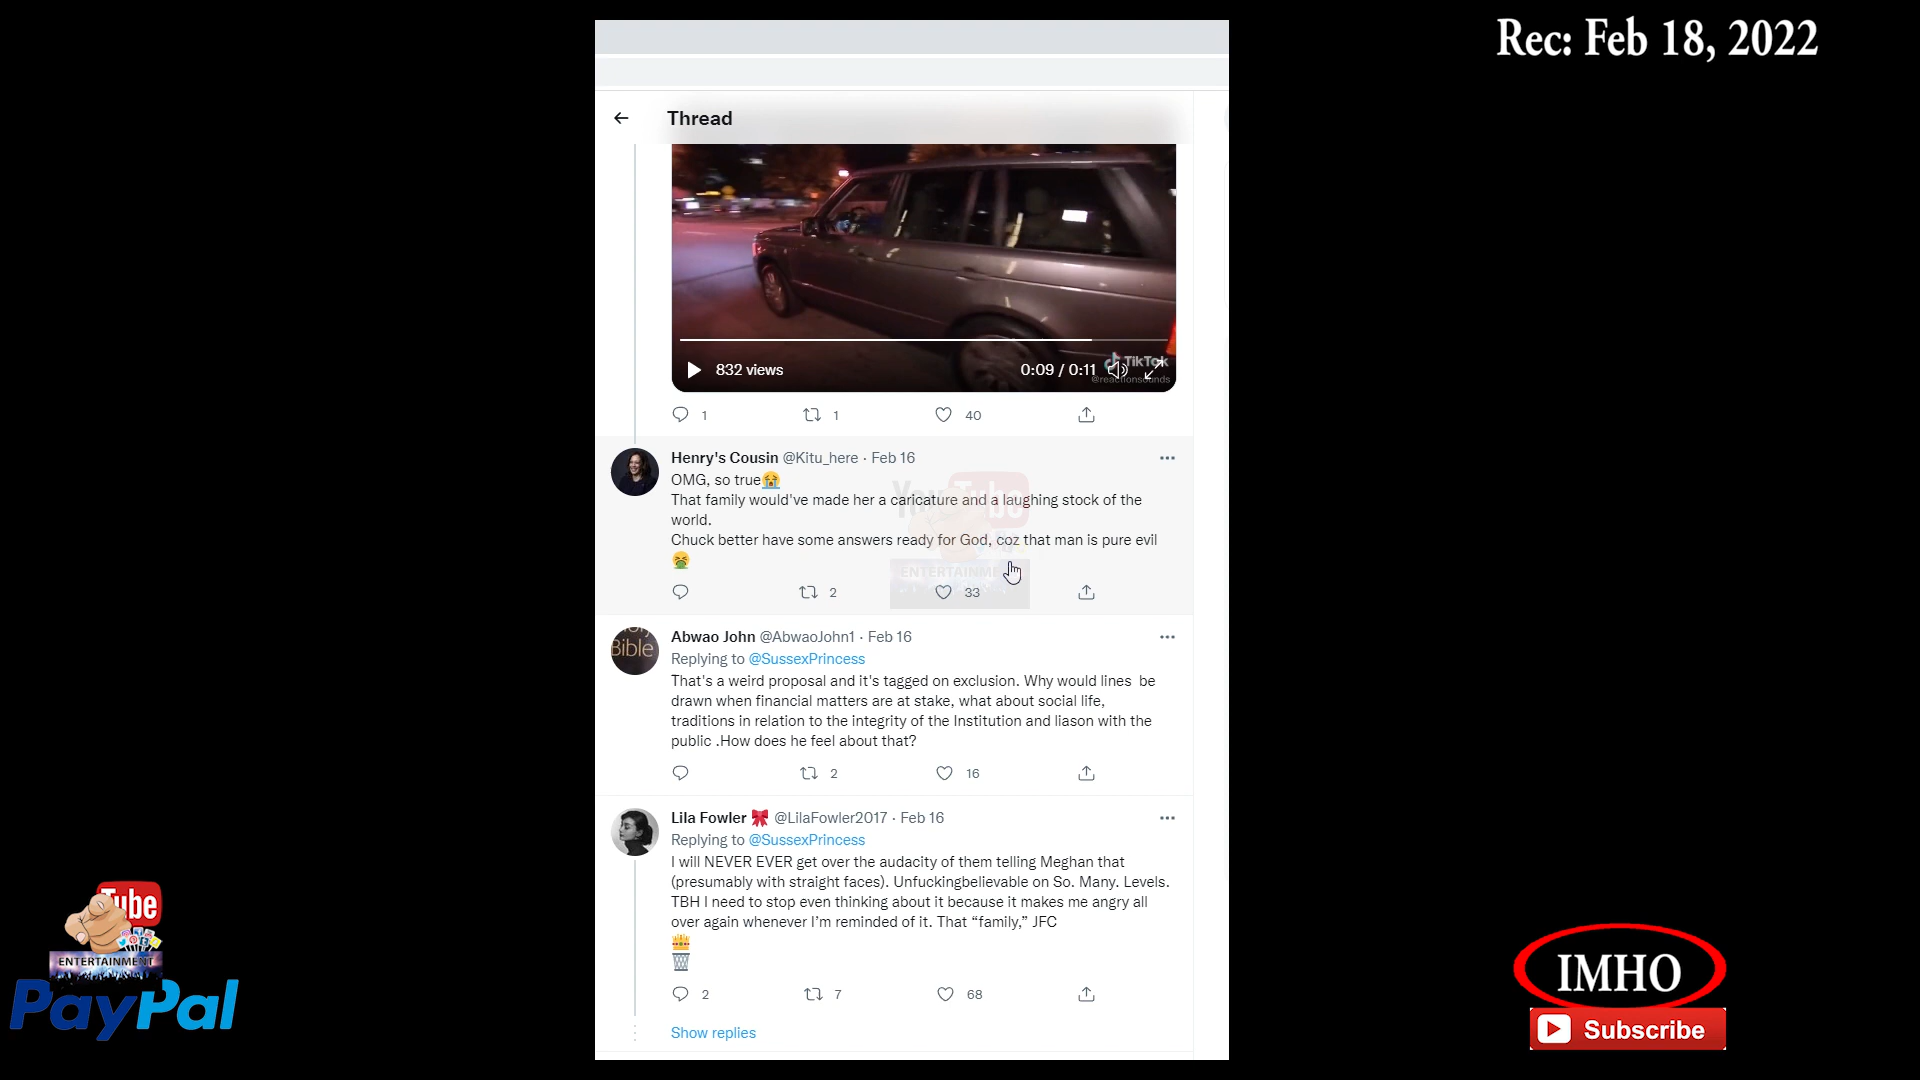 Rec: Feb 18, 2022
Thread
832 views
0:09 / 0:11
TikTok
@reactionsounds
1
1
40
Henry's Cousin @Kitu_here · Feb 16
OMG, so true😭
That family would've made her a caricature and a laughing stock of the
world.
Chuck better have some answers ready for God, coz that man is pure evil
🤮
2
33
YouTube
ENTERTAINMENT
Holy
Bible
Abwao John @AbwaoJohn1 · Feb 16
Replying to @SussexPrincess
That's a weird proposal and it's tagged on exclusion. Why would lines be
drawn when financial matters are at stake, what about social life,
traditions in relation to the integrity of the Institution and liason with the
public .How does he feel about that?
2
16
Lila Fowler 🎀 @LilaFowler2017 · Feb 16
Replying to @SussexPrincess
I will NEVER EVER get over the audacity of them telling Meghan that
(presumably with straight faces). Unfuckingbelievable on So. Many. Levels.
TBH I need to stop even thinking about it because it makes me angry all
over again whenever I'm reminded of it. That “family,” JFC
👑
🗑
2
7
68
Show replies
Tube
ENTERTAINMENT
PayPal
IMHO
Subscribe